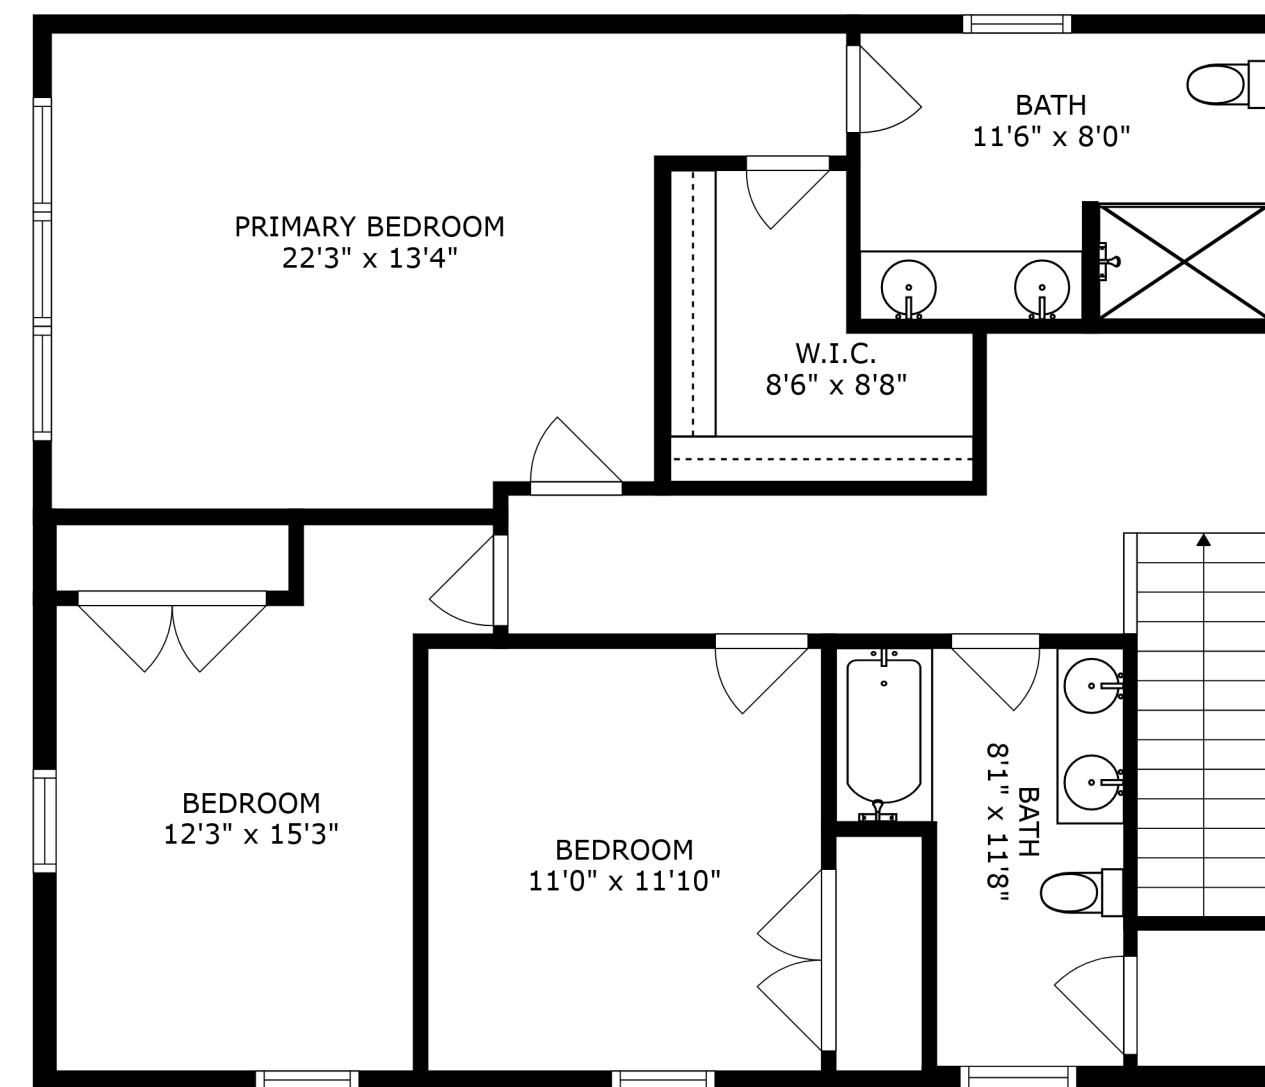 BATH
11'6" x 8'0"
PRIMARY BEDROOM
22'3" x 13'4"
W.I.C.
8'6" x 8'8"
BEDROOM
12'3" x 15'3"
BEDROOM
11'0" x 11'10"
BATH
8'1" x 11'8"